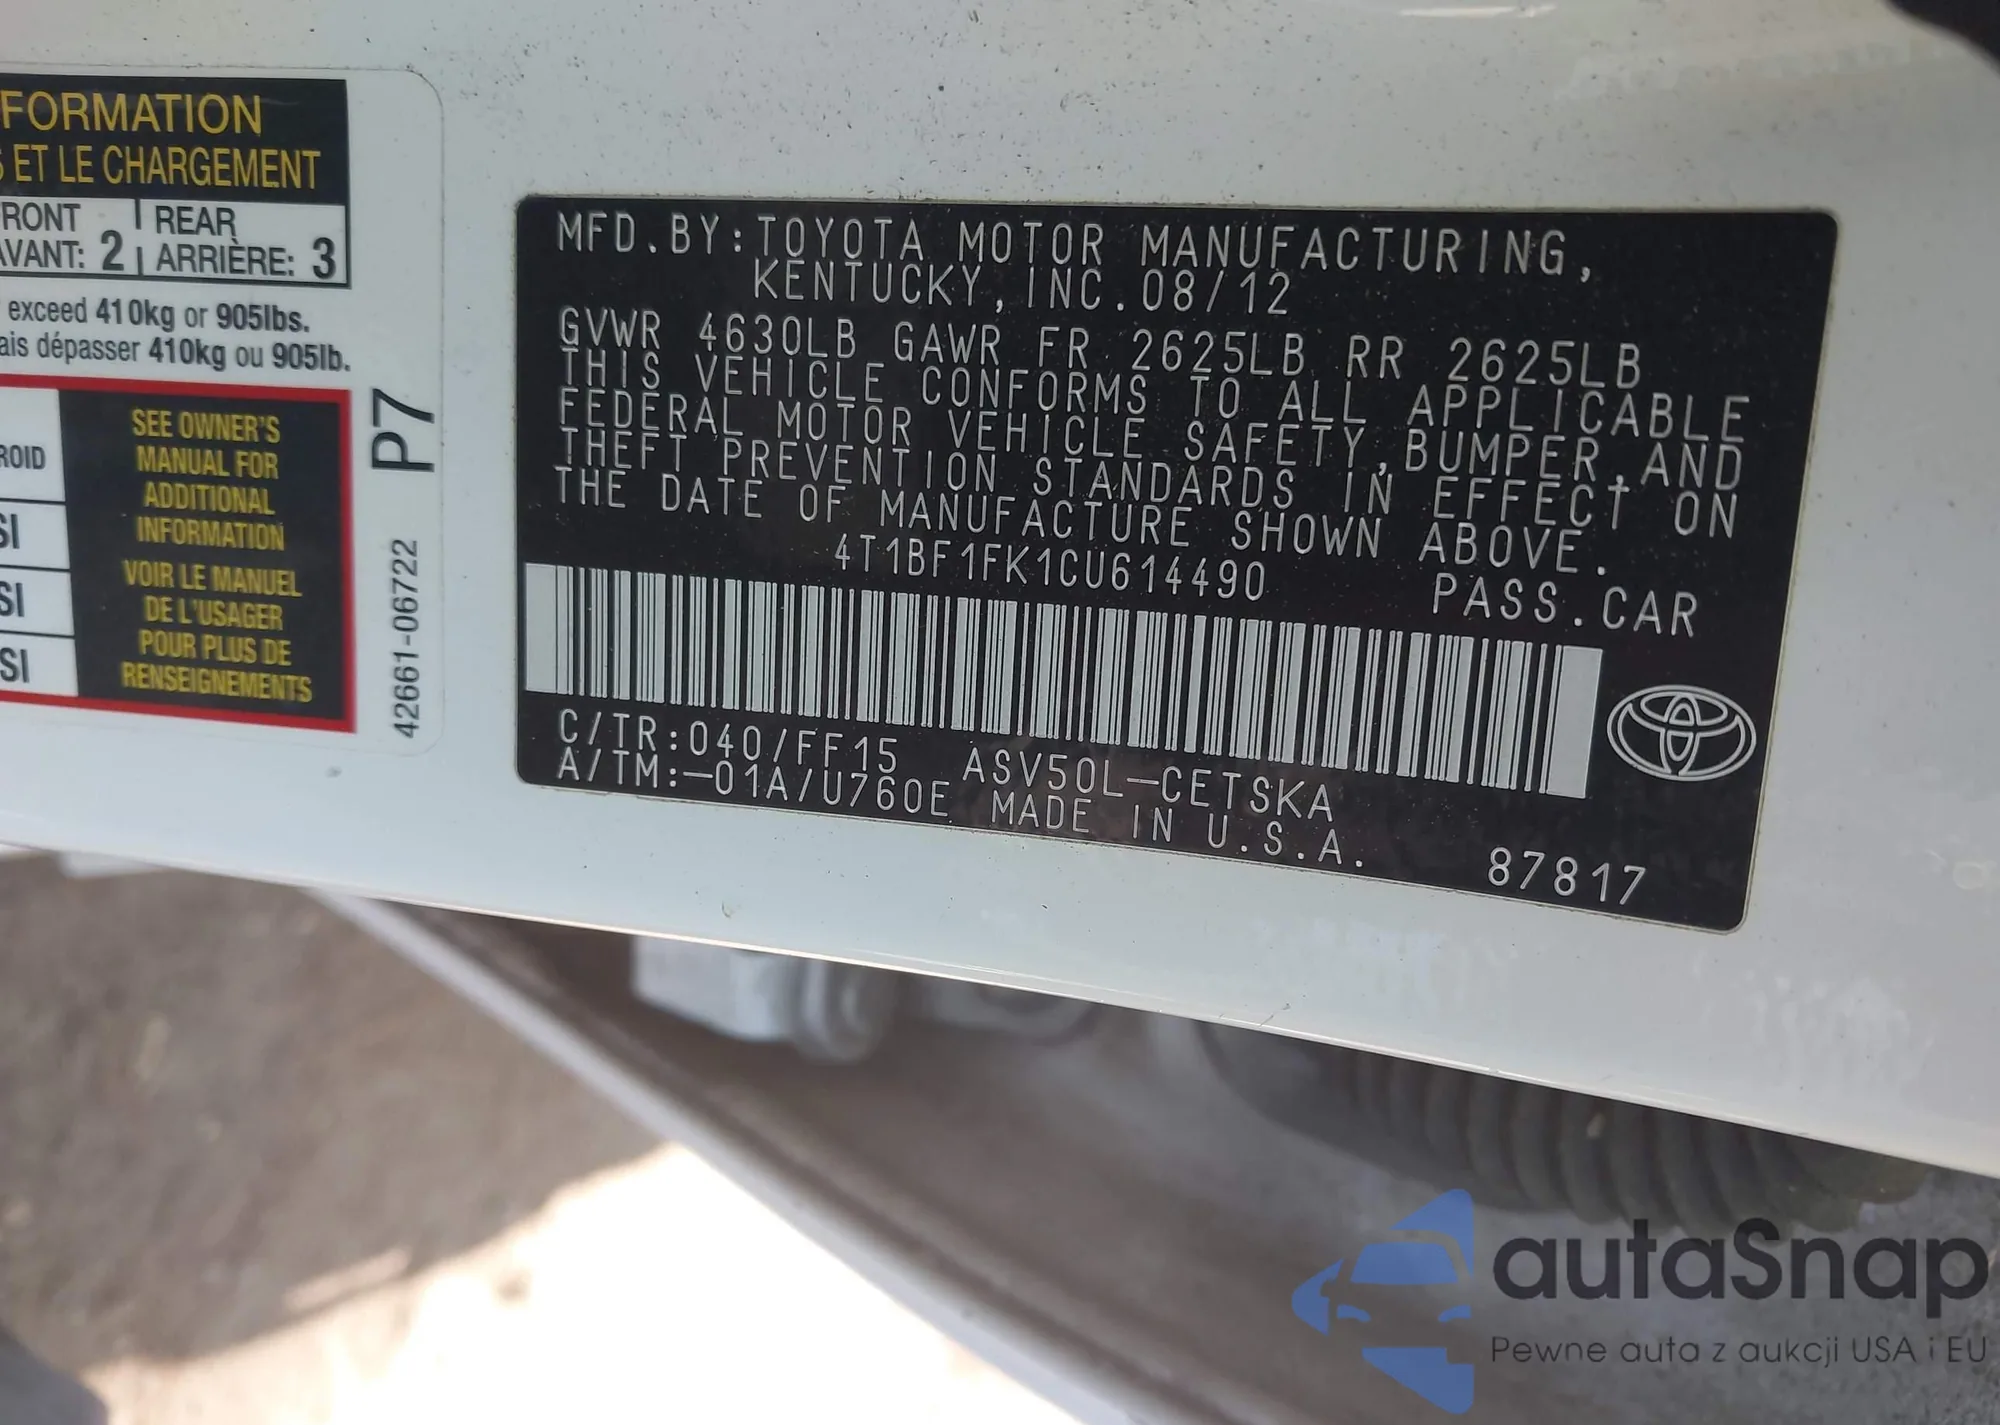 FORMATION
ET LE CHARGEMENT
RONT | REAR
AVANT: 2 | ARRIÈRE: 3
exceed 410kg or 905lbs.
ais dépasser 410kg ou 905lb.
ROID
SI
SI
SI
SEE OWNER'S
MANUAL FOR
ADDITIONAL
INFORMATION
VOIR LE MANUEL
DE L'USAGER
POUR PLUS DE
RENSEIGNEMENTS
P7
42661-06722
MFD.BY:TOYOTA MOTOR MANUFACTURING,
KENTUCKY,INC.08/12
GVWR 4630LB GAWR FR 2625LB RR 2625LB
THIS VEHICLE CONFORMS TO ALL APPLICABLE
FEDERAL MOTOR VEHICLE SAFETY,BUMPER,AND
THEFT PREVENTION STANDARDS IN EFFECT ON
THE DATE OF MANUFACTURE SHOWN ABOVE.
4T1BF1FK1CU614490 PASS.CAR
C/TR:040/FF15 ASV50L-CETSKA
A/TM:-01A/U760E MADE IN U.S.A.
87817
autaSnap
Pewne auta z aukcji USA i EU